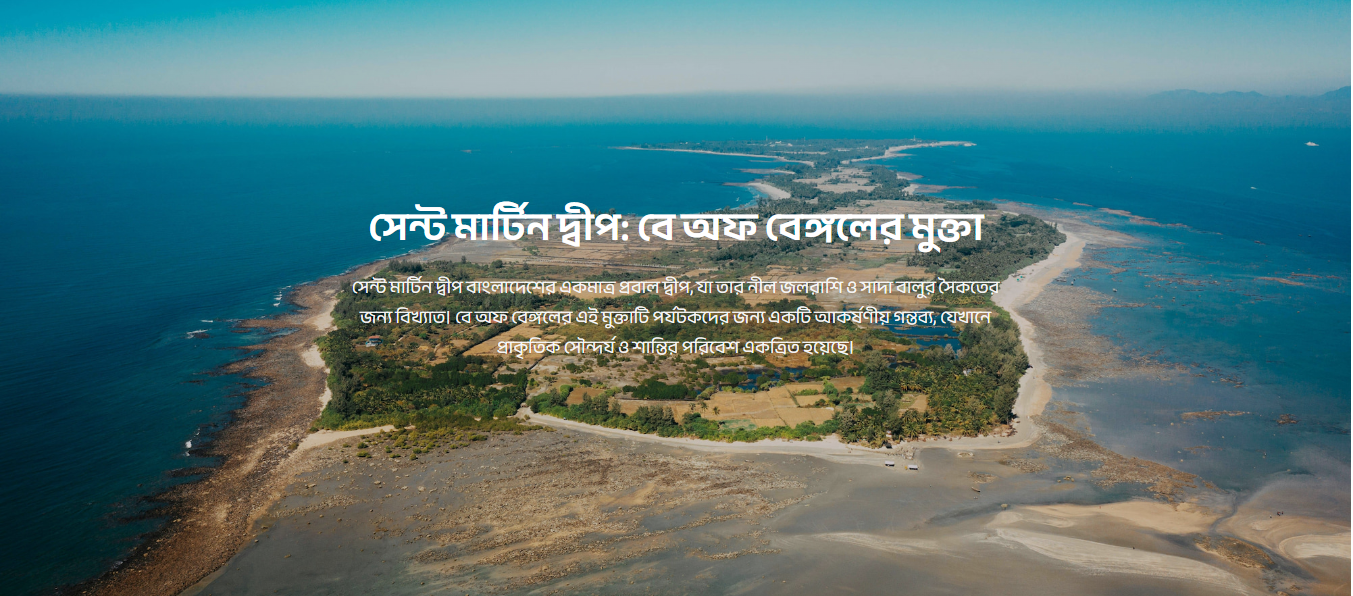 সেন্ট মার্টিন দ্বীপ: বে অফ বেঙ্গলের মুক্তা
সেন্ট মার্টিন দ্বীপ বাংলাদেশের একমাত্র প্রবাল দ্বীপ, যা তার নীল জলরাশি ও সাদা বালুর সৈকতের
জন্য বিখ্যাত। বে অফ বেঙ্গলের এই মুক্তাটি পর্যটকদের জন্য একটি আকর্ষণীয় গন্তব্য, যেখানে
প্রাকৃতিক সৌন্দর্য ও শান্তির পরিবেশ একত্রিত হয়েছে।